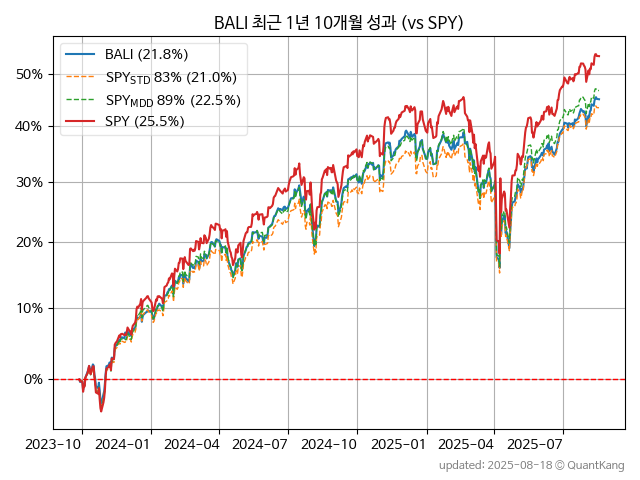 BALI 최근 1년 10개월 성과 (vs SPY)
BALI (21.8%)
SPY_STD 83% (21.0%)
SPY_MDD 89% (22.5%)
SPY (25.5%)
50%
40%
30%
20%
10%
0%
2023-10 2024-01 2024-04 2024-07 2024-10 2025-01 2025-04 2025-07
updated: 2025-08-18 © QuantKang